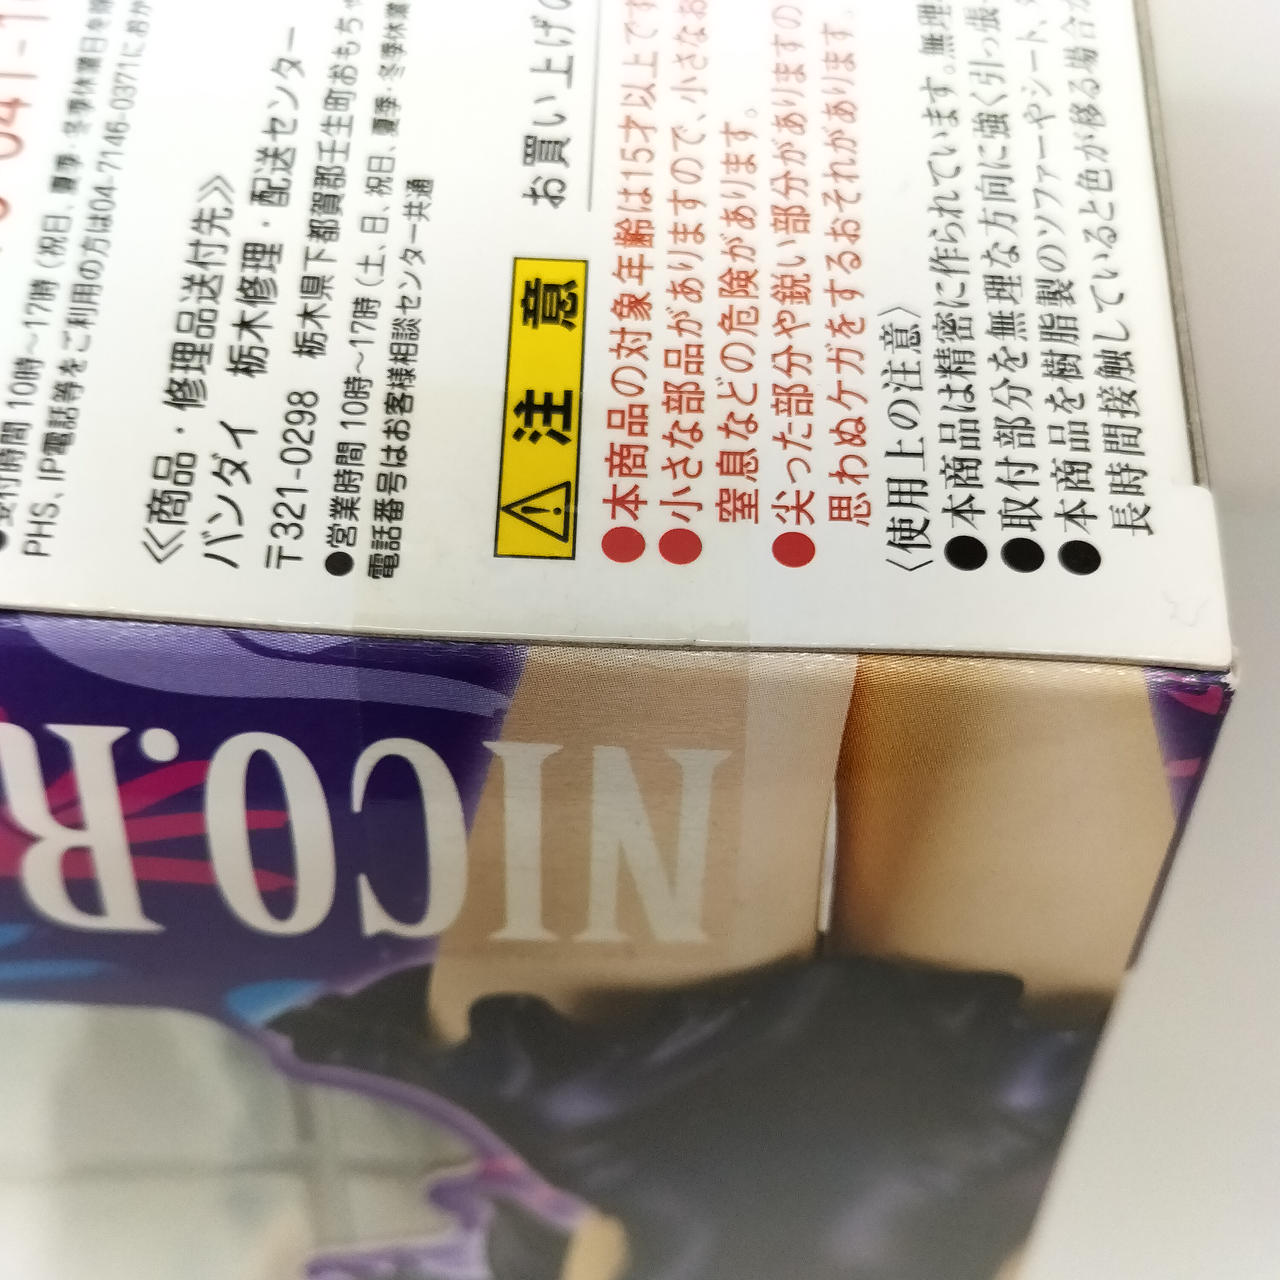 041-1
●受付時間 10時～17時（祝日、夏季・冬季休業日を除
PHS、IP電話等をご利用の方は04-7146-0371におか
《商品・修理品送付先》
バンダイ 栃木修理・配送センター
〒321-0298 栃木県下都賀郡壬生町おもちゃ
●営業時間 10時～17時（土、日、祝日、夏季・冬季休業
電話番号はお客様相談センター共通
お買い上げの
注意
●本商品の対象年齢は15才以上です
●小さな部品がありますので、小さなお
窒息などの危険があります。
●尖った部分や鋭い部分がありますの
思わぬケガをするおそれがあります。
〈使用上の注意〉
●本商品は精密に作られています。無理
●取付部分を無理な方向に強く引っ張
●本商品を樹脂製のソファーやシート、
長時間接触していると色が移る場合が
NICO.R